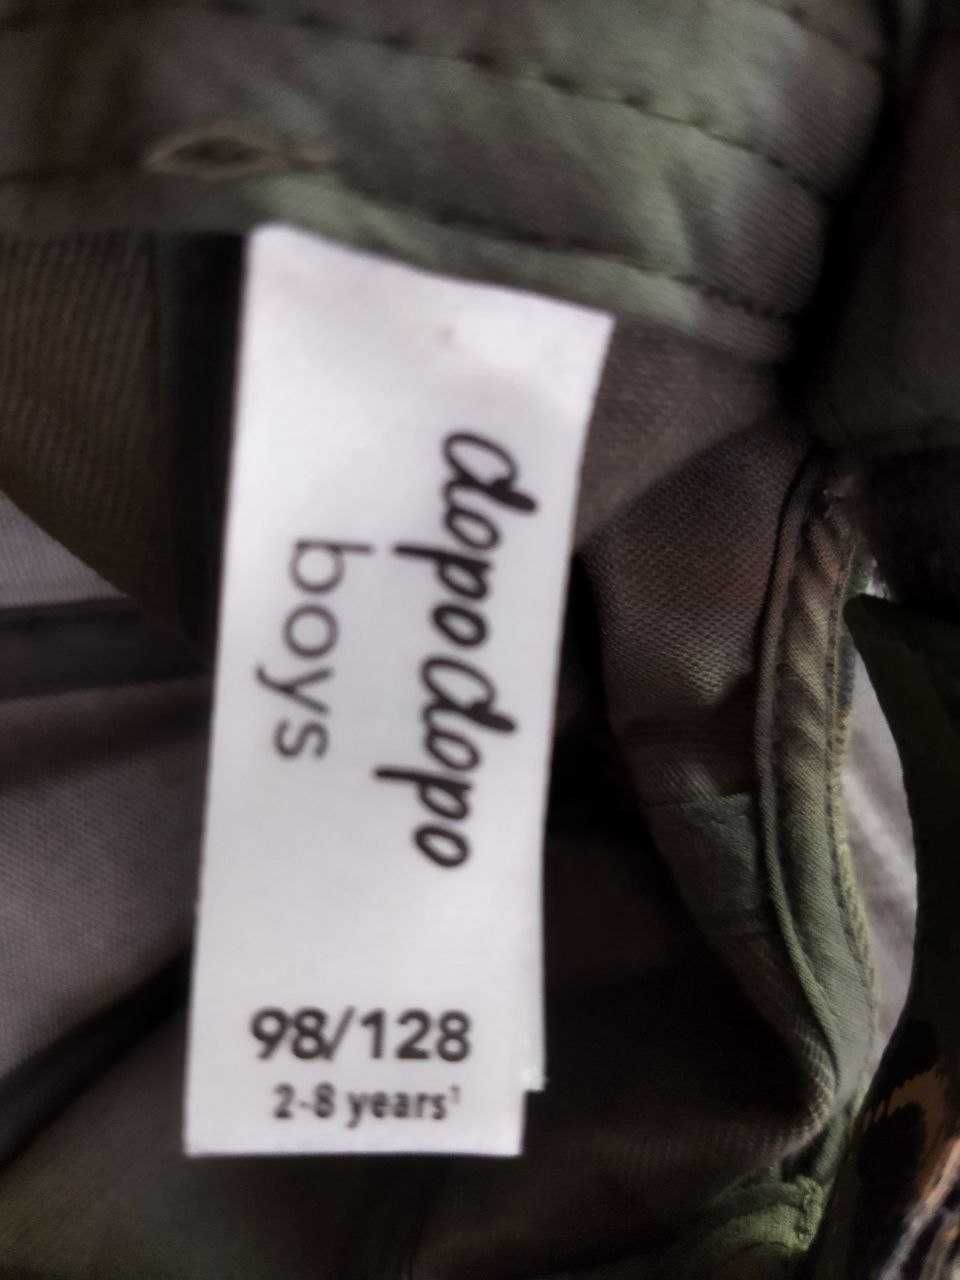 dopodopo
boys
98/128
2-8 years¹